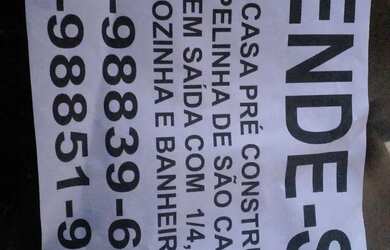 ENDE-S
CASA PRÉ CONSTR
PELINHA DE SÃO CA
EM SAÍDA COM 1/4,
OZINHA E BANHEIR
-98839-6
-98851-9